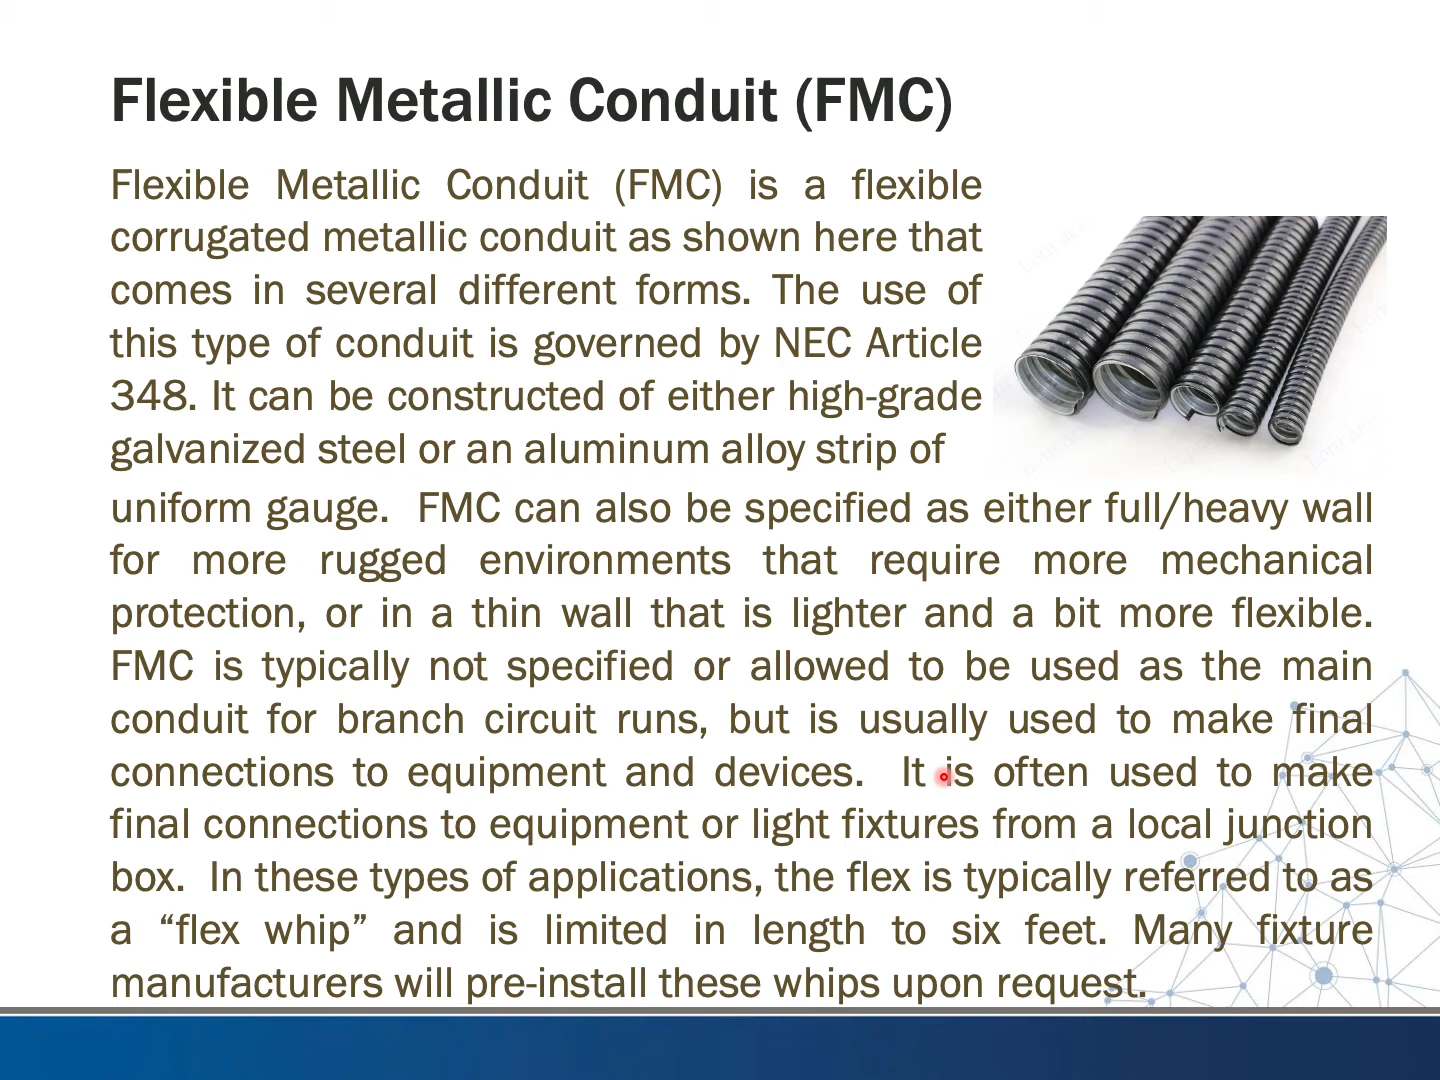 Flexible Metallic Conduit (FMC)
Flexible Metallic Conduit (FMC) is a flexible
corrugated metallic conduit as shown here that
comes in several different forms. The use of
this type of conduit is governed by NEC Article
348. It can be constructed of either high-grade
galvanized steel or an aluminum alloy strip of
uniform gauge. FMC can also be specified as either full/heavy wall
for more rugged environments that require more mechanical
protection, or in a thin wall that is lighter and a bit more flexible.
FMC is typically not specified or allowed to be used as the main
conduit for branch circuit runs, but is usually used to make final
connections to equipment and devices. It is often used to make
final connections to equipment or light fixtures from a local junction
box. In these types of applications, the flex is typically referred to as
a “flex whip” and is limited in length to six feet. Many fixture
manufacturers will pre-install these whips upon request.